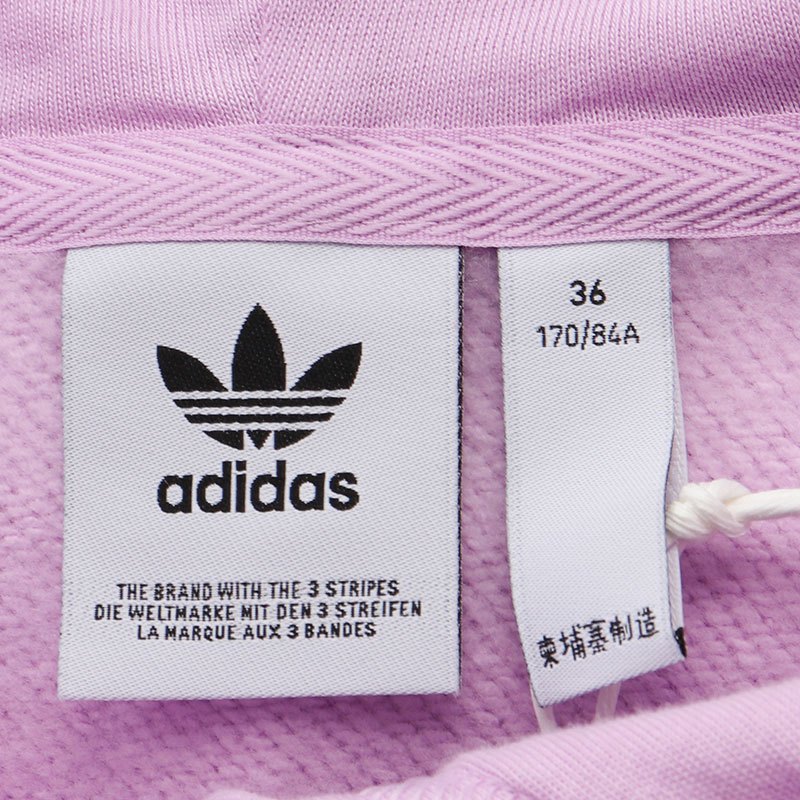 adidas
THE BRAND WITH THE 3 STRIPES
DIE WELTMARKE MIT DEN 3 STREIFEN
LA MARQUE AUX 3 BANDES
36
170/84A
柬埔寨制造